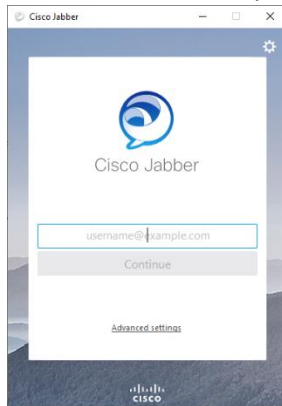 Cisco Jabber
Cisco Jabber
username@example.com
Continue
Advanced settings
CISCO